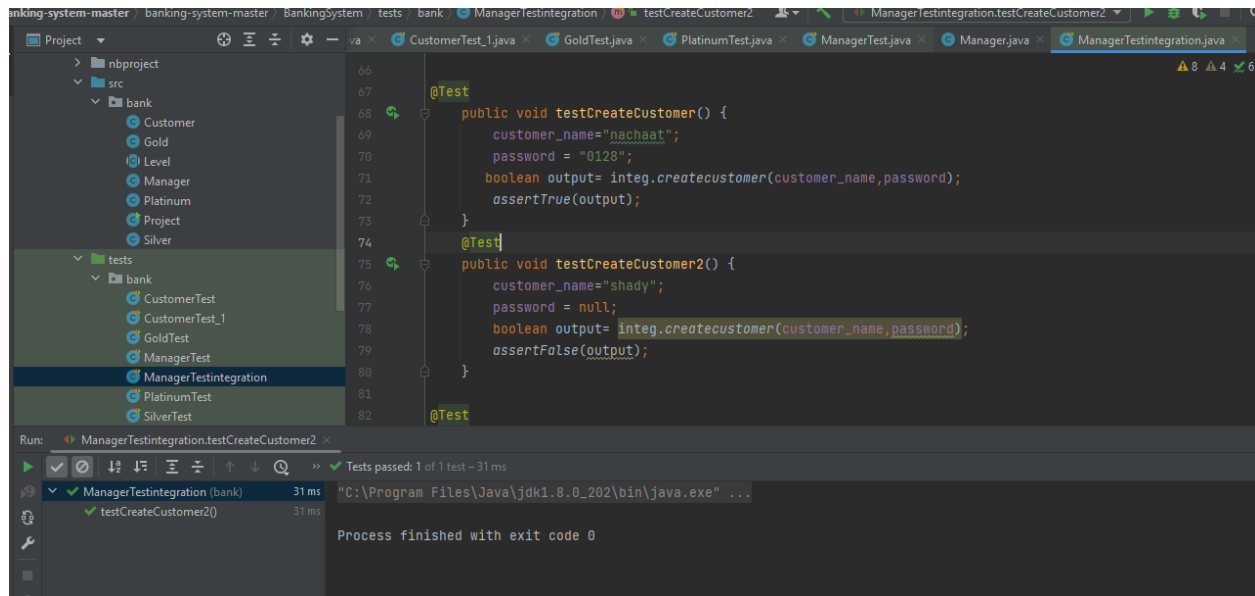 anking-system-master / banking-system-master / BankingSystem / tests / bank / ManagerTestintegration / testCreateCustomer2 ManagerTestintegration.testCreateCustomer2
Project va CustomerTest_1.java GoldTest.java PlatinumTest.java ManagerTest.java Manager.java ManagerTestintegration.java
8 4 6
nbproject
src
bank
Customer
Gold
Level
Manager
Platinum
Project
Silver
tests
bank
CustomerTest
CustomerTest_1
GoldTest
ManagerTest
ManagerTestintegration
PlatinumTest
SilverTest
66
67 @Test
68 public void testCreateCustomer() {
69 customer_name="nachaat";
70 password = "0128";
71 boolean output= integ.createcustomer(customer_name,password);
72 assertTrue(output);
73 }
74 @Test
75 public void testCreateCustomer2() {
76 customer_name="shady";
77 password = null;
78 boolean output= integ.createcustomer(customer_name,password);
79 assertFalse(output);
80 }
81
82 @Test
Run: ManagerTestintegration.testCreateCustomer2
Tests passed: 1 of 1 test – 31 ms
ManagerTestintegration (bank) 31 ms
testCreateCustomer2() 31 ms
"C:\Program Files\Java\jdk1.8.0_202\bin\java.exe" ...
Process finished with exit code 0